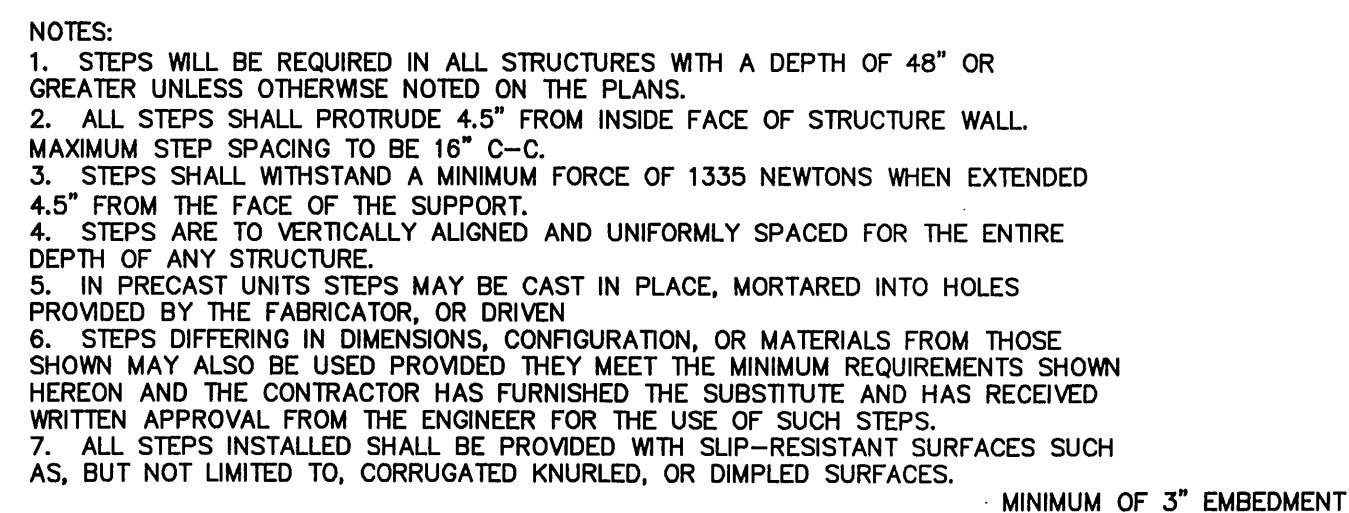 NOTES:
1. STEPS WILL BE REQUIRED IN ALL STRUCTURES WITH A DEPTH OF 48" OR
GREATER UNLESS OTHERWISE NOTED ON THE PLANS.
2. ALL STEPS SHALL PROTRUDE 4.5" FROM INSIDE FACE OF STRUCTURE WALL.
MAXIMUM STEP SPACING TO BE 16" C-C.
3. STEPS SHALL WITHSTAND A MINIMUM FORCE OF 1335 NEWTONS WHEN EXTENDED
4.5" FROM THE FACE OF THE SUPPORT.
4. STEPS ARE TO VERTICALLY ALIGNED AND UNIFORMLY SPACED FOR THE ENTIRE
DEPTH OF ANY STRUCTURE.
5. IN PRECAST UNITS STEPS MAY BE CAST IN PLACE, MORTARED INTO HOLES
PROVIDED BY THE FABRICATOR, OR DRIVEN
6. STEPS DIFFERING IN DIMENSIONS, CONFIGURATION, OR MATERIALS FROM THOSE
SHOWN MAY ALSO BE USED PROVIDED THEY MEET THE MINIMUM REQUIREMENTS SHOWN
HEREON AND THE CONTRACTOR HAS FURNISHED THE SUBSTITUTE AND HAS RECEIVED
WRITTEN APPROVAL FROM THE ENGINEER FOR THE USE OF SUCH STEPS.
7. ALL STEPS INSTALLED SHALL BE PROVIDED WITH SLIP-RESISTANT SURFACES SUCH
AS, BUT NOT LIMITED TO, CORRUGATED KNURLED, OR DIMPLED SURFACES.
MINIMUM OF 3" EMBEDMENT